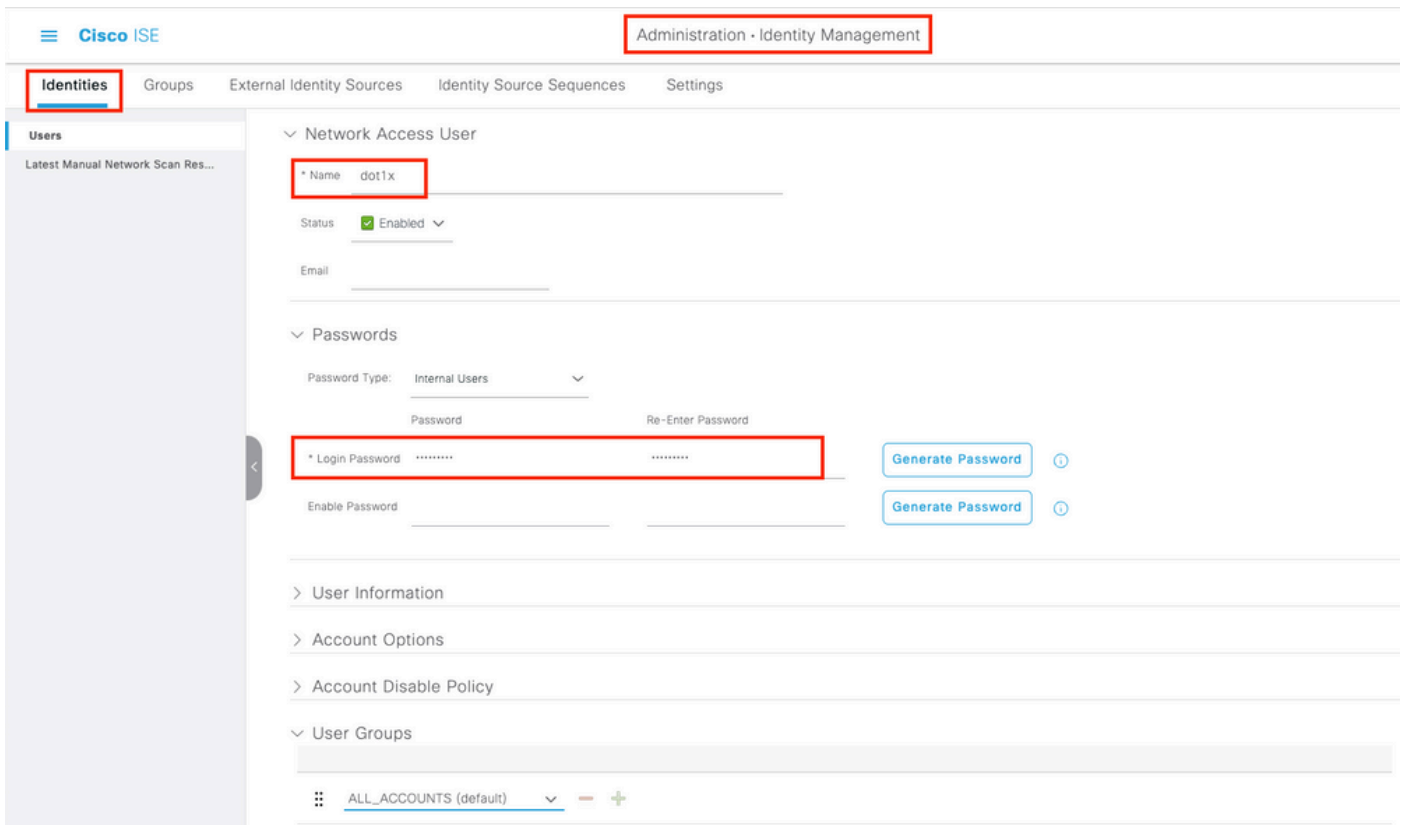 Cisco ISE
Administration · Identity Management
Identities Groups External Identity Sources Identity Source Sequences Settings
Users
Latest Manual Network Scan Res...
Network Access User
* Name dot1x
Status Enabled
Email
Passwords
Password Type: Internal Users
Password Re-Enter Password
* Login Password ········· ········· Generate Password
Enable Password Generate Password
User Information
Account Options
Account Disable Policy
User Groups
ALL_ACCOUNTS (default)